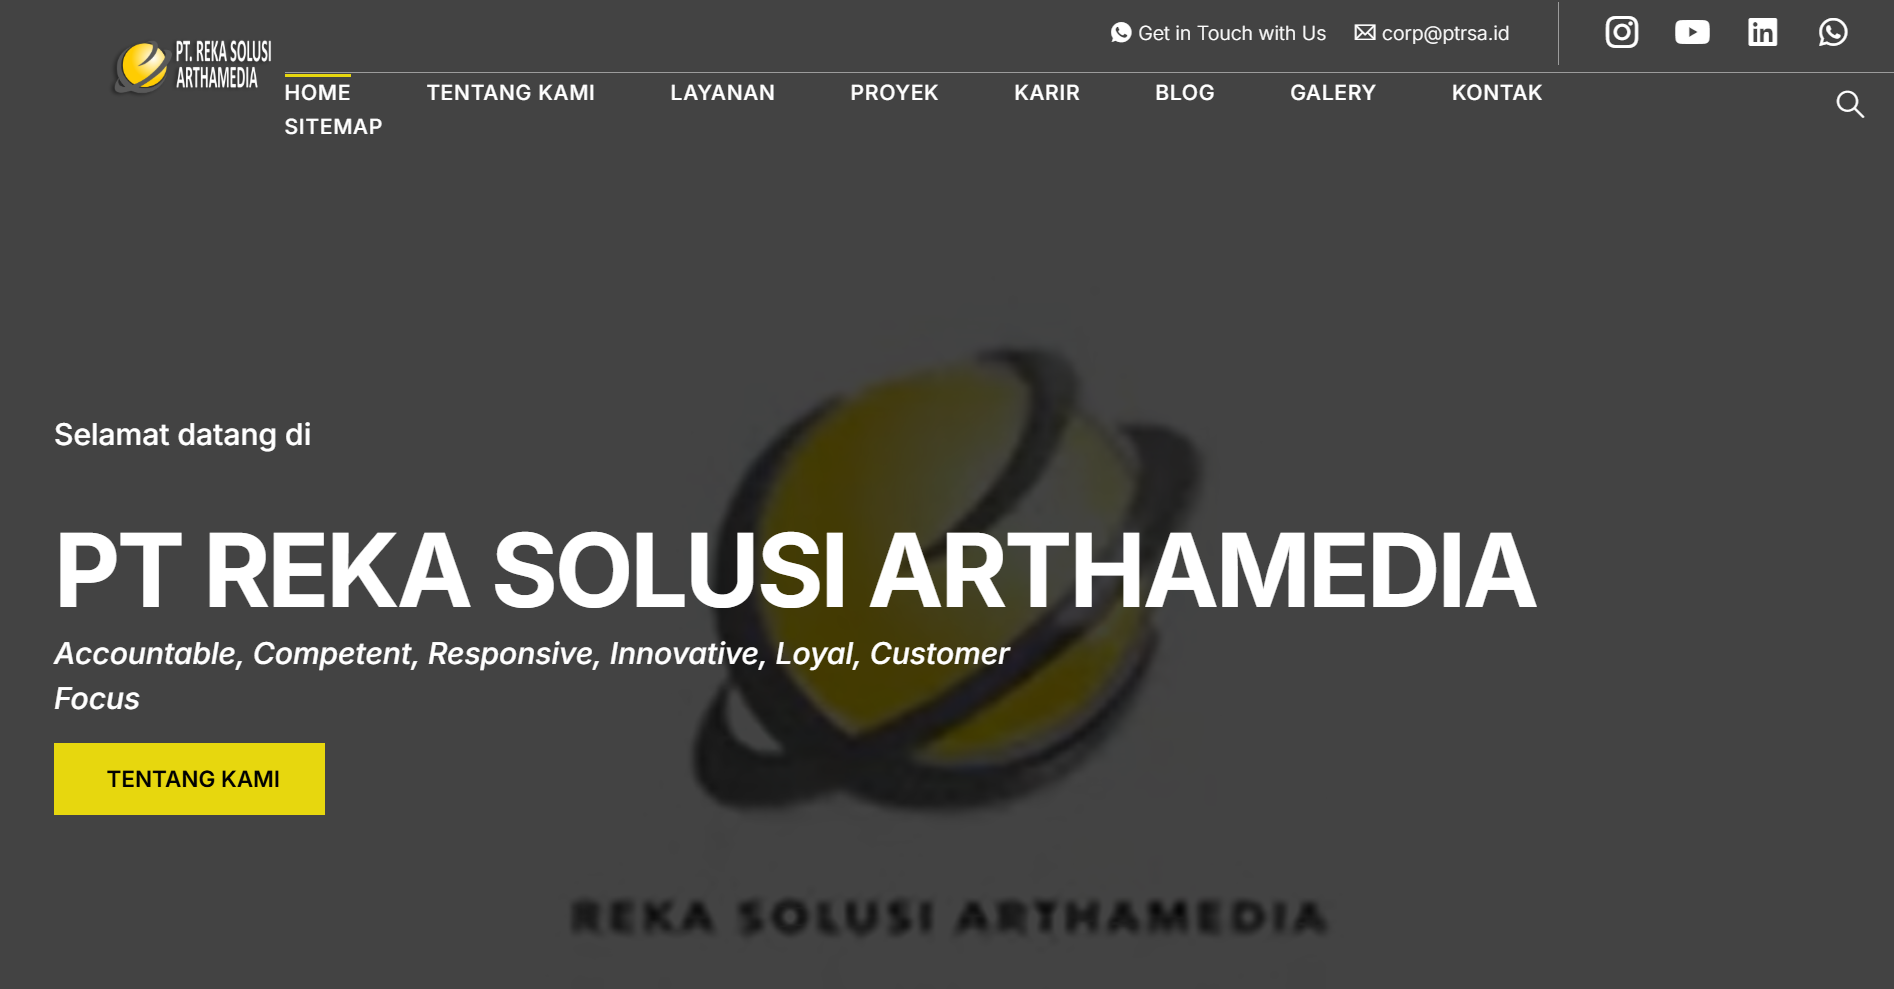 Get in Touch with Us corp@ptrsa.id
PT. REKA SOLUSI
ARTHAMEDIA
HOME TENTANG KAMI LAYANAN PROYEK KARIR BLOG GALERY KONTAK
SITEMAP
Selamat datang di
PT REKA SOLUSI ARTHAMEDIA
Accountable, Competent, Responsive, Innovative, Loyal, Customer
Focus
TENTANG KAMI
REKA SOLUSI ARTHAMEDIA